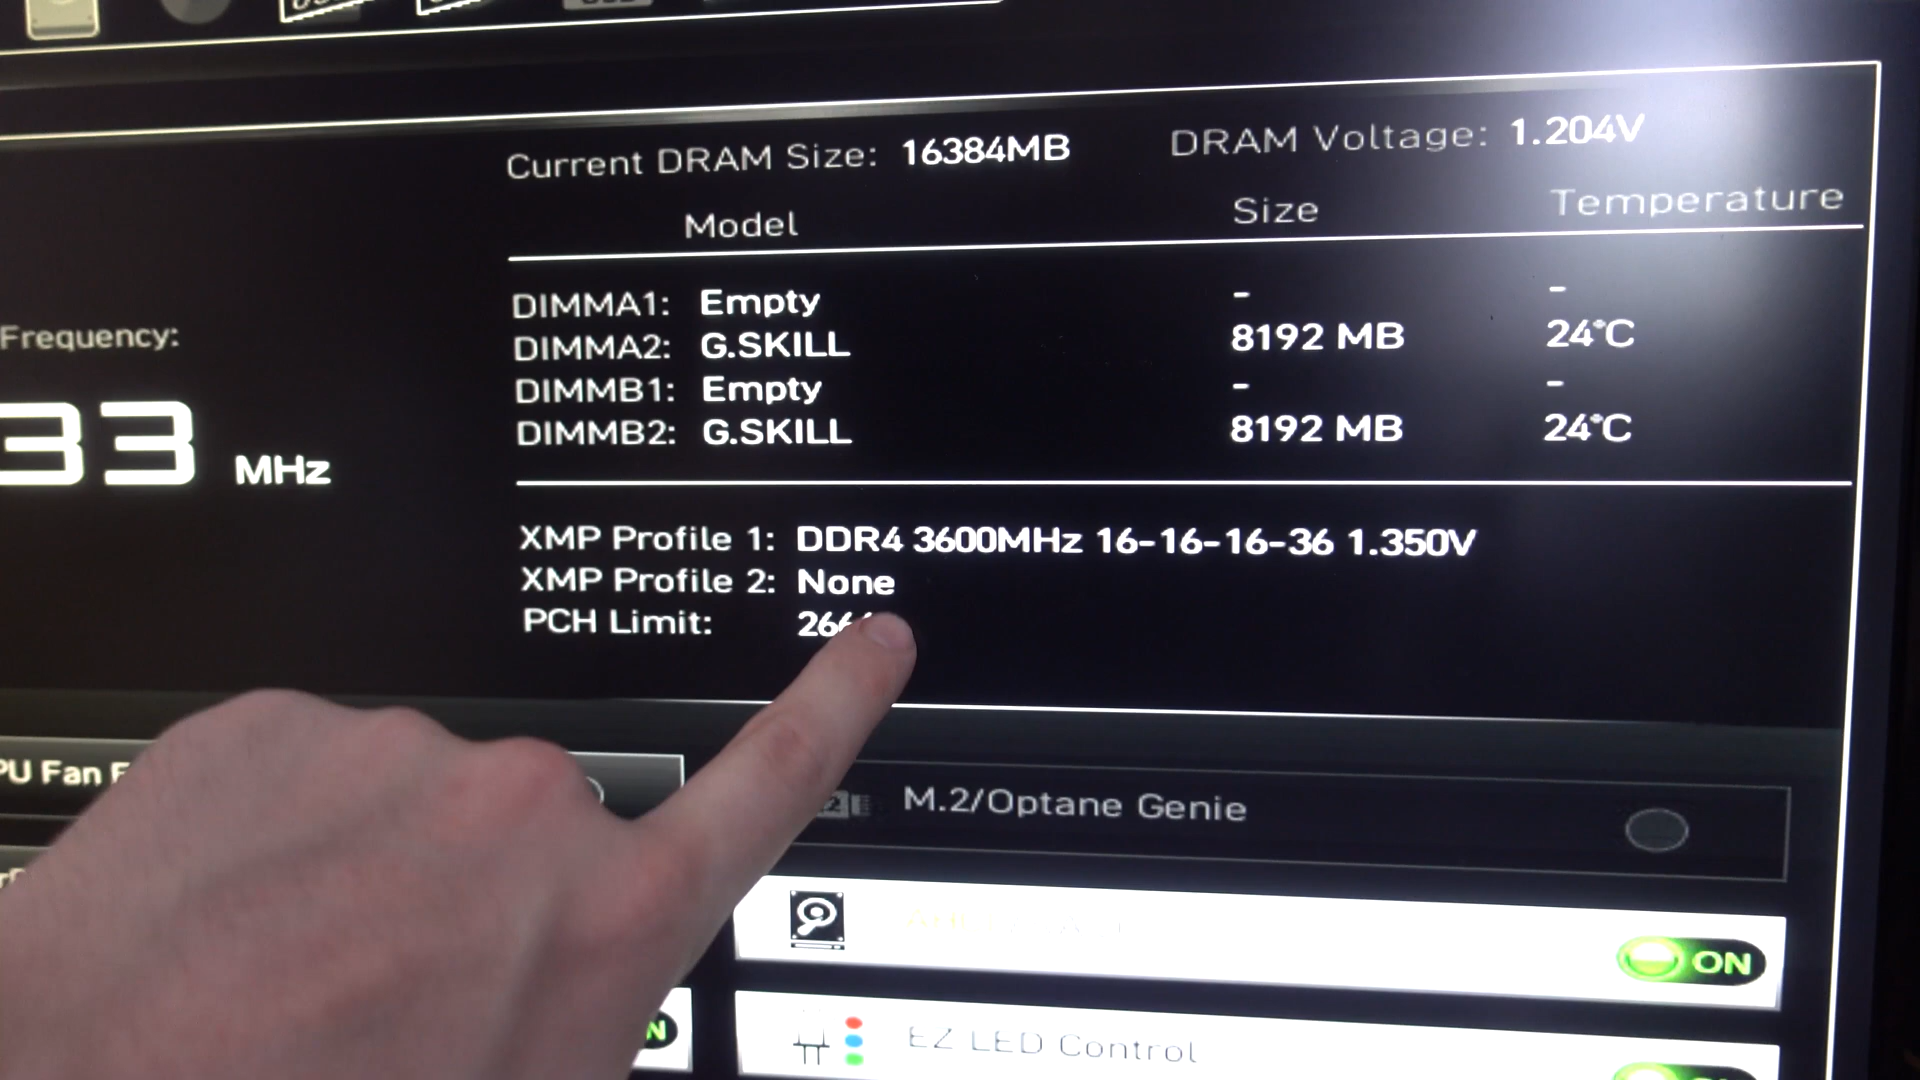 Current DRAM Size: 16384MB DRAM Voltage: 1.204V
Model Size Temperature
DIMMA1: Empty - -
DIMMA2: G.SKILL 8192 MB 24°C
DIMMB1: Empty - -
DIMMB2: G.SKILL 8192 MB 24°C
Frequency:
33 MHz
XMP Profile 1: DDR4 3600MHz 16-16-16-36 1.350V
XMP Profile 2: None
PCH Limit:
Fan
M.2/Optane Genie
ON
EZ LED Control